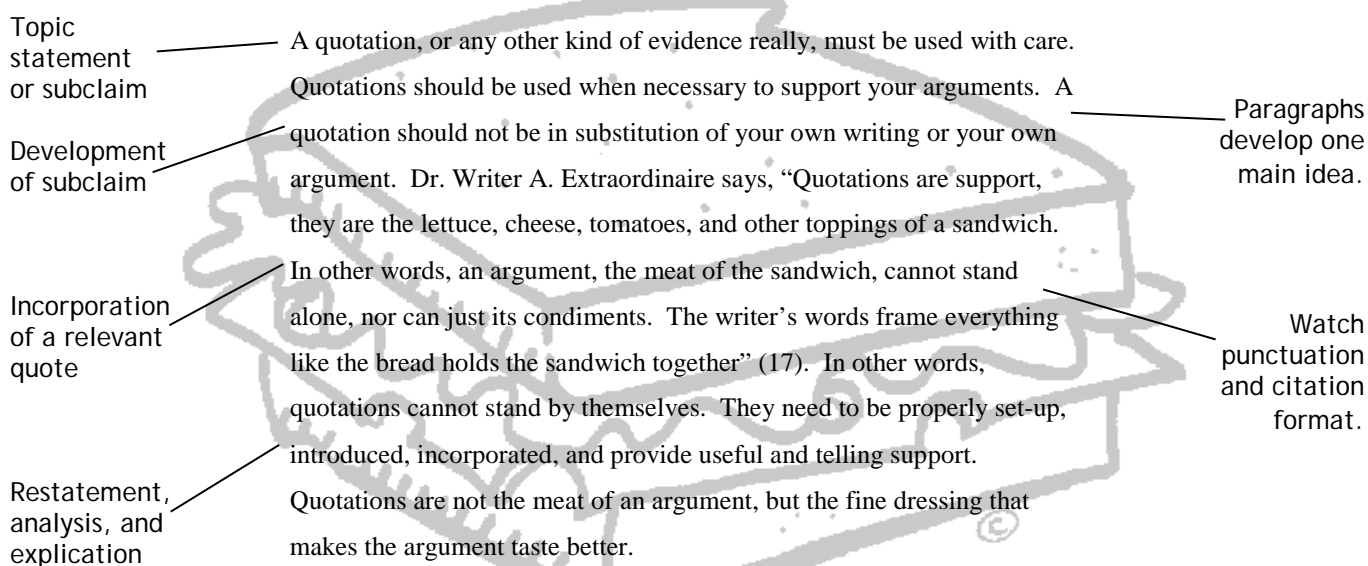 Topic
statement
or subclaim
Development
of subclaim
Incorporation
of a relevant
quote
Restatement,
analysis, and
explication
A quotation, or any other kind of evidence really, must be used with care.
Quotations should be used when necessary to support your arguments.  A
quotation should not be in substitution of your own writing or your own
argument.  Dr. Writer A. Extraordinaire says, “Quotations are support,
they are the lettuce, cheese, tomatoes, and other toppings of a sandwich.
In other words, an argument, the meat of the sandwich, cannot stand
alone, nor can just its condiments.  The writer’s words frame everything
like the bread holds the sandwich together” (17).  In other words,
quotations cannot stand by themselves.  They need to be properly set-up,
introduced, incorporated, and provide useful and telling support.
Quotations are not the meat of an argument, but the fine dressing that
makes the argument taste better.
©
Paragraphs
develop one
main idea.
Watch
punctuation
and citation
format.